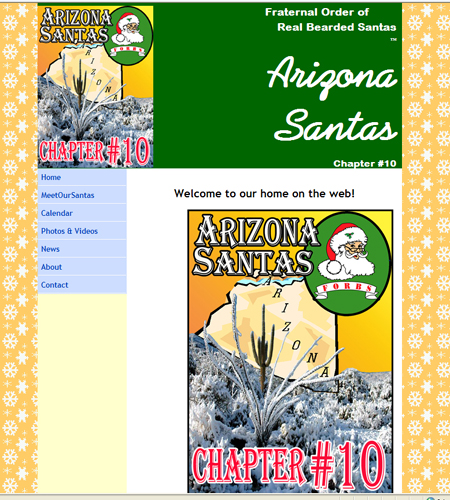 ARIZONA
SANTAS
FORBS
ARIZONA
CHAPTER #10
Fraternal Order of
Real Bearded Santas
™
Arizona
Santas
Chapter #10
Home
MeetOurSantas
Calendar
Photos & Videos
News
About
Contact
Welcome to our home on the web!
ARIZONA
SANTAS
FORBS
ARIZONA
CHAPTER #10